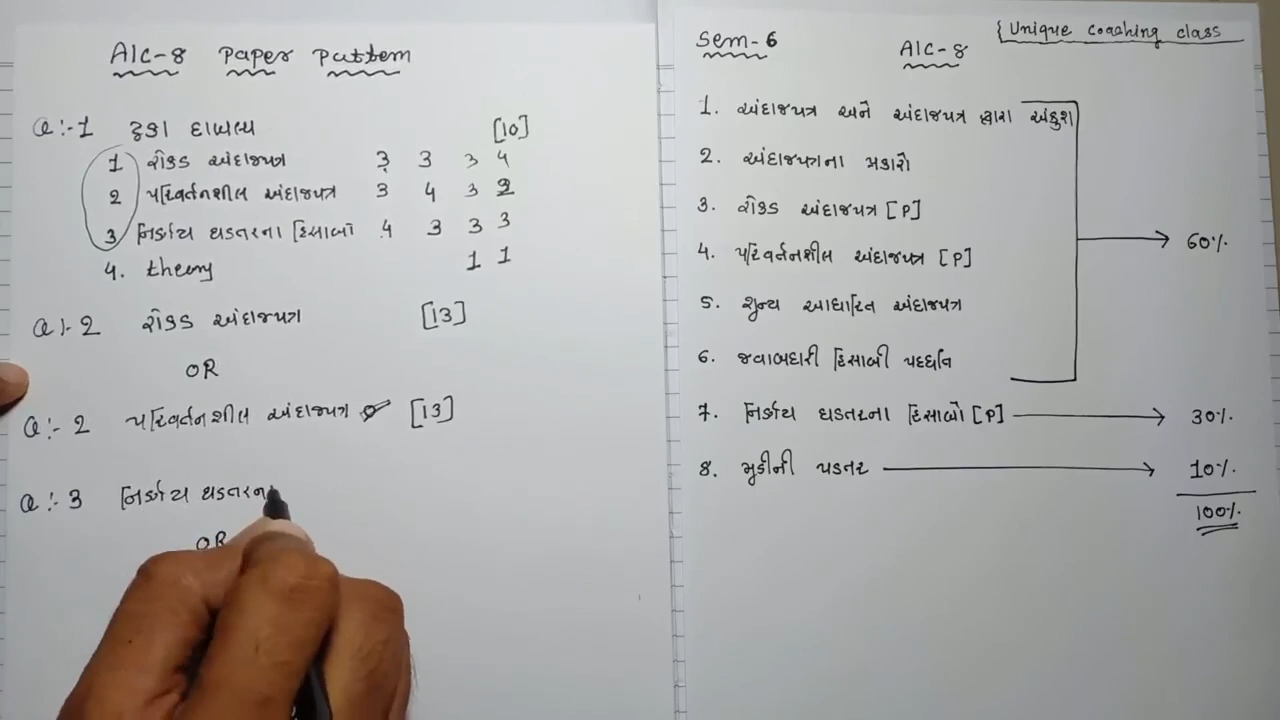 A/C-8 Paper Pattern
Q:-1 ટુંકા દાખલા [10]
1 રોકડ અંદાજપત્ર 3 3 3 4
2 પરિવર્તનશીલ અંદાજપત્ર 3 4 3 2
3 નિર્ણય ઘડતરના હિસાબો 4 3 3 3
4. theory 1 1
Q:-2 રોકડ અંદાજપત્ર [13]
OR
Q:-2 પરિવર્તનશીલ અંદાજપત્ર [13]
Q:-3 નિર્ણય ઘડતરન
OR
{Unique coaching class
Sem-6 A/C-8
1. અંદાજપત્ર અને અંદાજપત્ર દ્વારા અંકુશ
2. અંદાજપત્રના પ્રકારો
3. રોકડ અંદાજપત્ર [P]
4. પરિવર્તનશીલ અંદાજપત્ર [P]
5. શૂન્ય આધારિત અંદાજપત્ર
6. જવાબદારી હિસાબી પધ્ધતિ
60%
7. નિર્ણય ઘડતરના હિસાબો [P] 30%
8. મુડીની પડતર 10%
100%